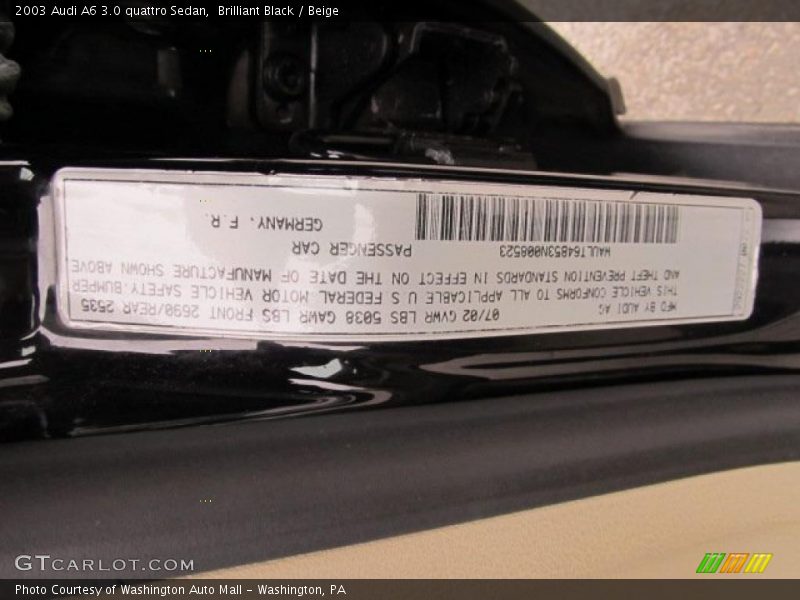 2003 Audi A6 3.0 quattro Sedan,  Brilliant Black / Beige
MFD BY AUDI AG 07/02 GVWR LBS 5038 GAWR LBS FRONT 2690/REAR 2535
THIS VEHICLE CONFORMS TO ALL APPLICABLE U S FEDERAL MOTOR VEHICLE SAFETY-BUMPER
AND THEFT PREVENTION STANDARDS IN EFFECT ON THE DATE OF MANUFACTURE SHOWN ABOVE
WAULT64B53N008523 PASSENGER CAR
GERMANY, F.R.
GTCARLOT.COM
Photo Courtesy of Washington Auto Mall - Washington, PA